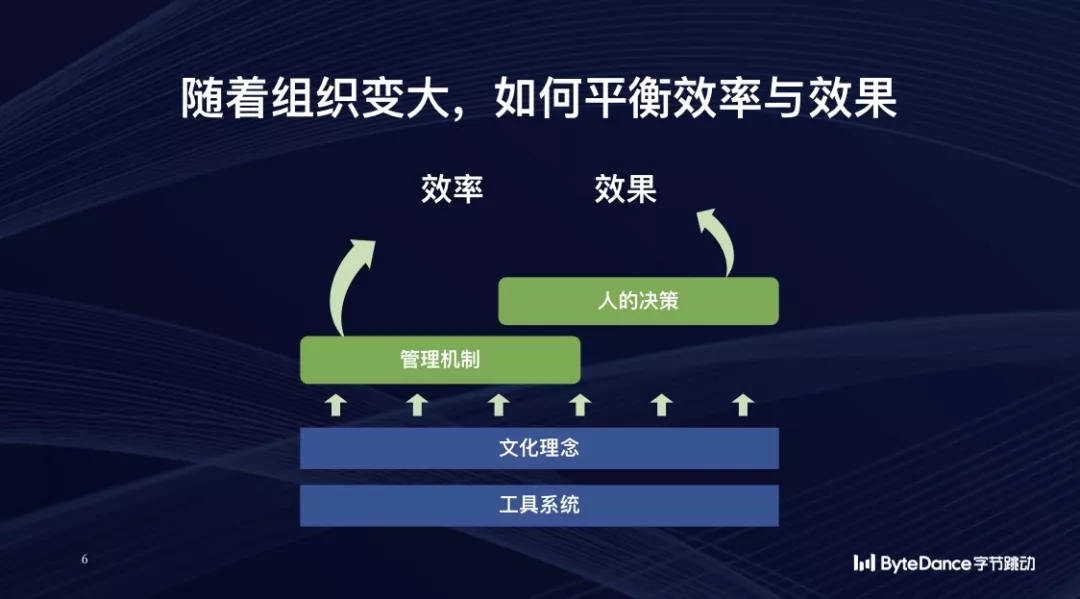 随着组织变大，如何平衡效率与效果
效率 效果
人的决策
管理机制
文化理念
工具系统
6
ByteDance字节跳动